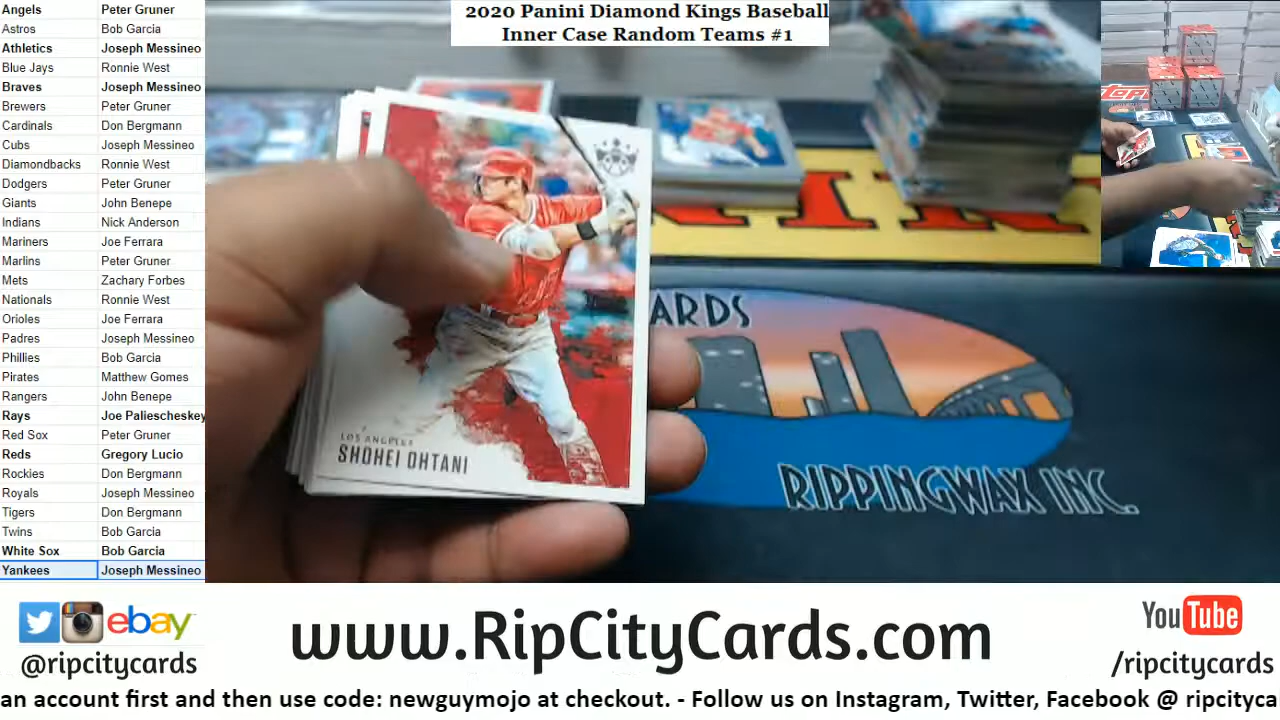 2020 Panini Diamond Kings Baseball
Inner Case Random Teams #1
Angels Peter Gruner
Astros Bob Garcia
Athletics Joseph Messineo
Blue Jays Ronnie West
Braves Joseph Messineo
Brewers Peter Gruner
Cardinals Don Bergmann
Cubs Joseph Messineo
Diamondbacks Ronnie West
Dodgers Peter Gruner
Giants John Benepe
Indians Nick Anderson
Mariners Joe Ferrara
Marlins Peter Gruner
Mets Zachary Forbes
Nationals Ronnie West
Orioles Joe Ferrara
Padres Joseph Messineo
Phillies Bob Garcia
Pirates Matthew Gomes
Rangers John Benepe
Rays Joe Paliescheskey
Red Sox Peter Gruner
Reds Gregory Lucio
Rockies Don Bergmann
Royals Joseph Messineo
Tigers Don Bergmann
Twins Bob Garcia
White Sox Bob Garcia
Yankees Joseph Messineo
LOS ANGELES
SHOHEI OHTANI
ARDS
RIPPINGWAX INC.
ebay
@ripcitycards
www.RipCityCards.com
YouTube
/ripcitycards
an account first and then use code: newguymojo at checkout. - Follow us on Instagram, Twitter, Facebook @ ripcityca